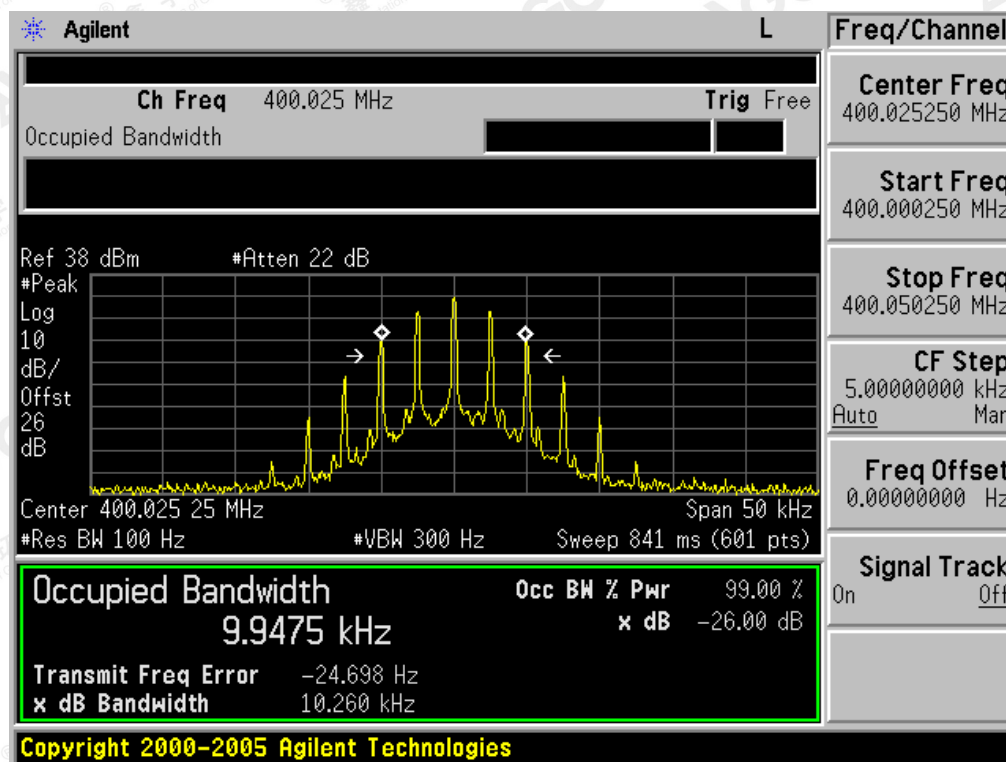 Agilent L Freq/Channel
Ch Freq 400.025 MHz Trig Free
Occupied Bandwidth
Center Freq
400.025250 MHz
Start Freq
400.000250 MHz
Stop Freq
400.050250 MHz
CF Step
5.00000000 kHz
Auto Man
Freq Offset
0.00000000 Hz
Signal Track
On Off
Ref 38 dBm #Atten 22 dB
#Peak
Log
10
dB/
Offst
26
dB
Center 400.025 25 MHz Span 50 kHz
#Res BW 100 Hz #VBW 300 Hz Sweep 841 ms (601 pts)
Occupied Bandwidth
9.9475 kHz
Occ BW % Pwr 99.00 %
x dB -26.00 dB
Transmit Freq Error -24.698 Hz
x dB Bandwidth 10.260 kHz
Copyright 2000-2005 Agilent Technologies